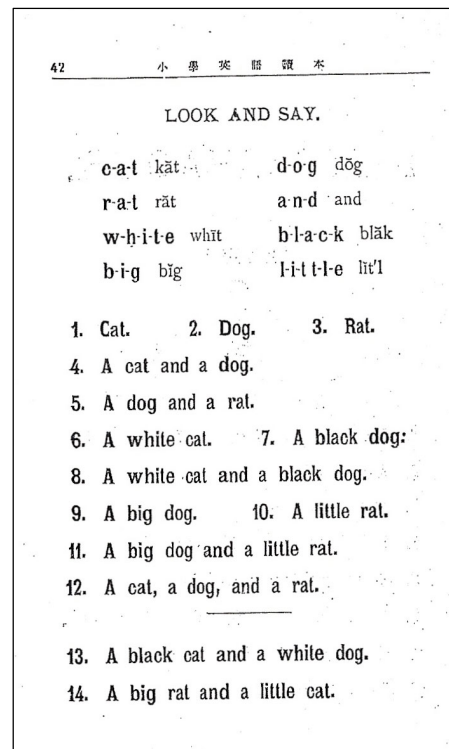 42 小學英語讀本
LOOK AND SAY.
c-a-t kăt d-o-g dŏg
r-a-t răt a-n-d and
w-h-i-t-e whīt b-l-a-c-k blăk
b-i-g bĭg l-i-t t-l-e lĭt'l
1. Cat. 2. Dog. 3. Rat.
4. A cat and a dog.
5. A dog and a rat.
6. A white cat. 7. A black dog.
8. A white cat and a black dog.
9. A big dog. 10. A little rat.
11. A big dog and a little rat.
12. A cat, a dog, and a rat.
13. A black cat and a white dog.
14. A big rat and a little cat.